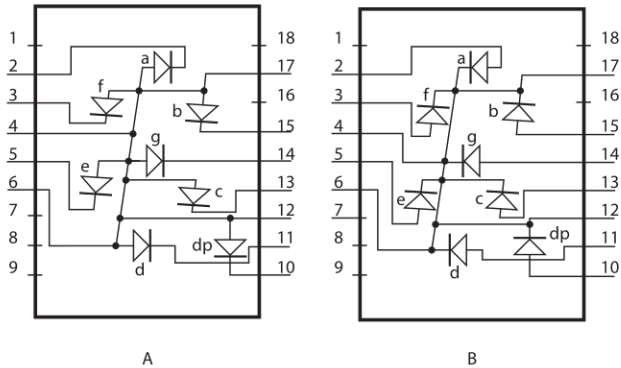 1 a 18 1 a 18
2 17 2 17
3 f b 16 3 f b 16
4 15 4 15
5 e g 14 5 g 14
6 c 13 6 e c 13
7 12 7 12
8 d dp 11 8 d dp 11
9 10 9 10
A B